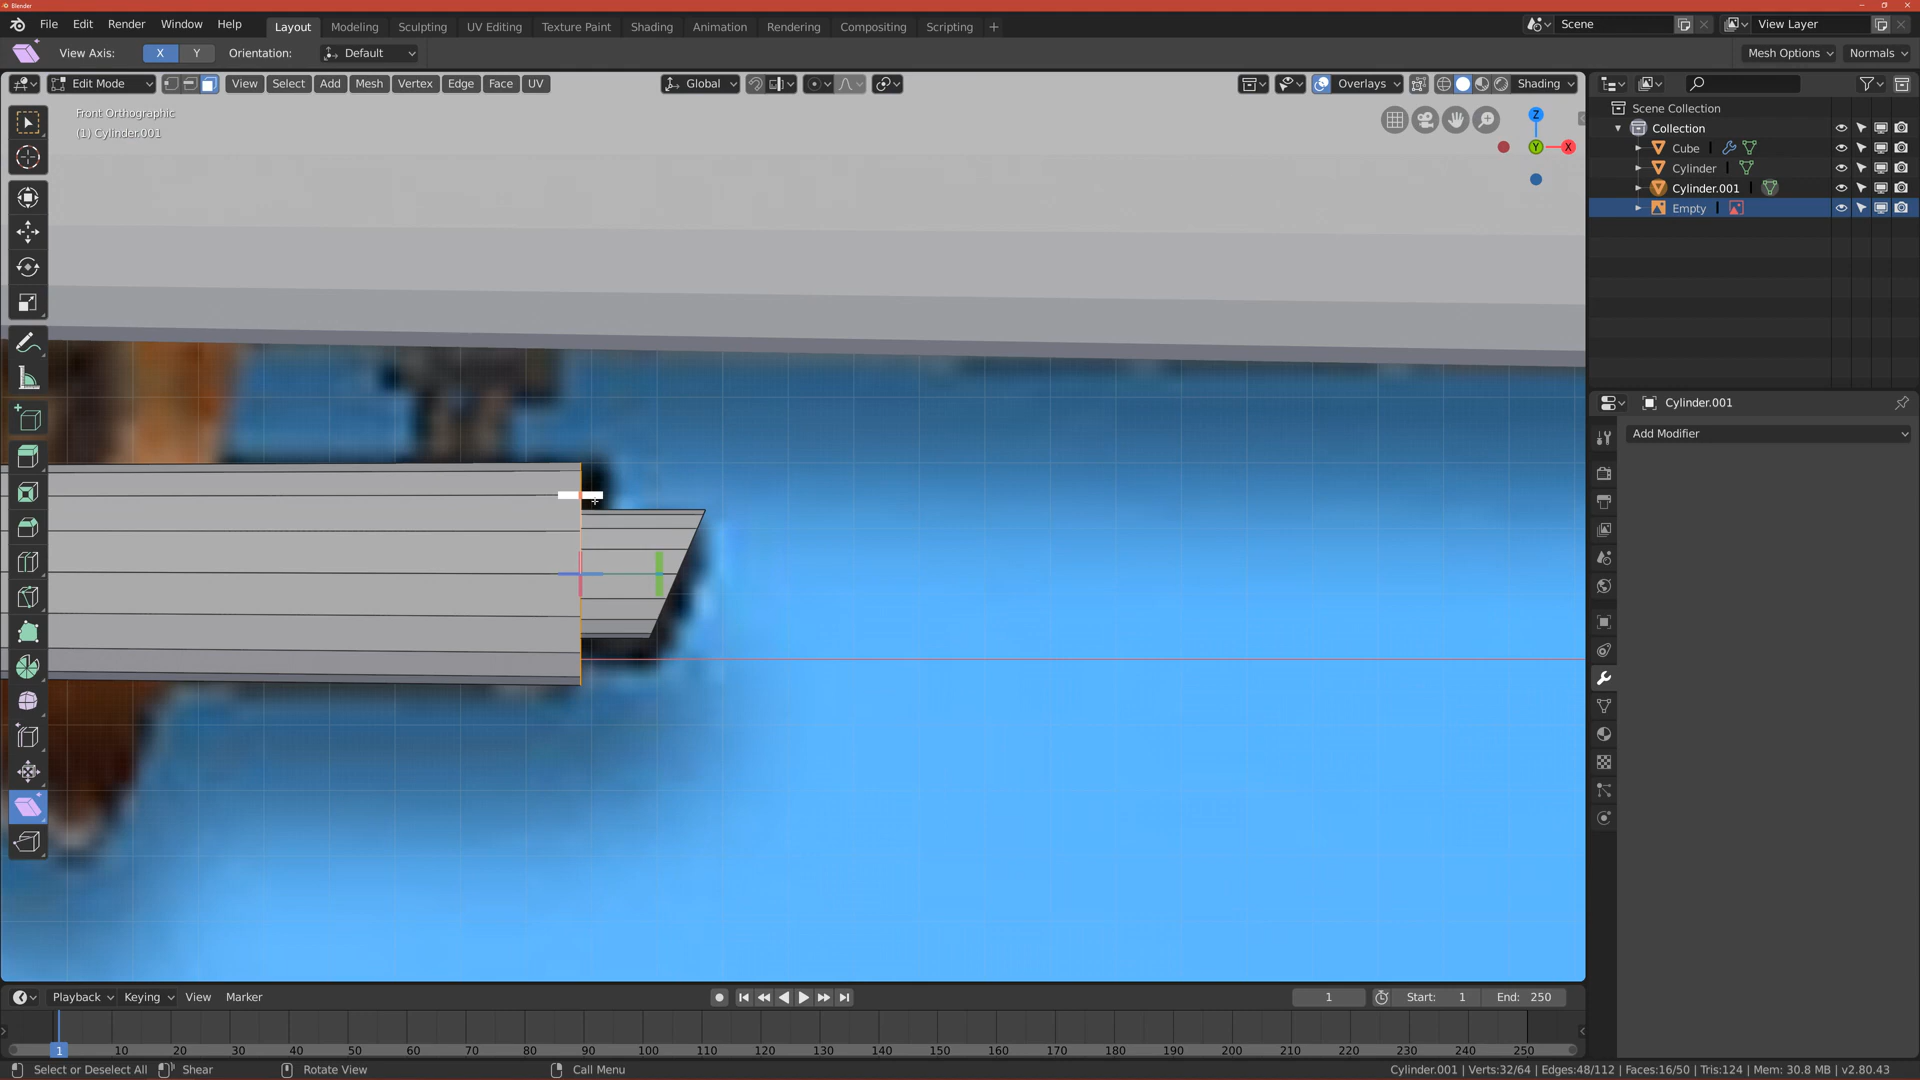 Blender
File Edit Render Window Help Layout Modeling Sculpting UV Editing Texture Paint Shading Animation Rendering Compositing Scripting + Scene View Layer
View Axis: X Y Orientation: Default Mesh Options Normals
Edit Mode View Select Add Mesh Vertex Edge Face UV Global Overlays Shading
Front Orthographic
(1) Cylinder.001
Z
Y
X
Scene Collection
Collection
Cube
Cylinder
Cylinder.001
Empty
Cylinder.001
Add Modifier
Playback Keying View Marker 1 Start: 1 End: 250
1 10 20 30 40 50 60 70 80 90 100 110 120 130 140 150 160 170 180 190 200 210 220 230 240 250
Select or Deselect All Shear Rotate View Call Menu Cylinder.001 | Verts:32/64 | Edges:48/112 | Faces:16/50 | Tris:124 | Mem: 30.8 MB | v2.80.43